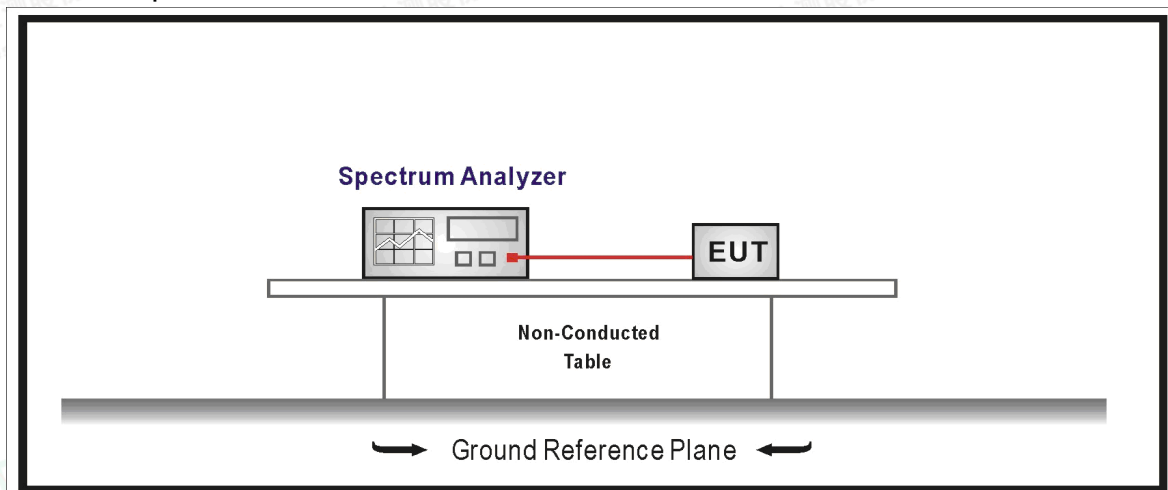 Spectrum Analyzer
EUT
Non-Conducted
Table
Ground Reference Plane